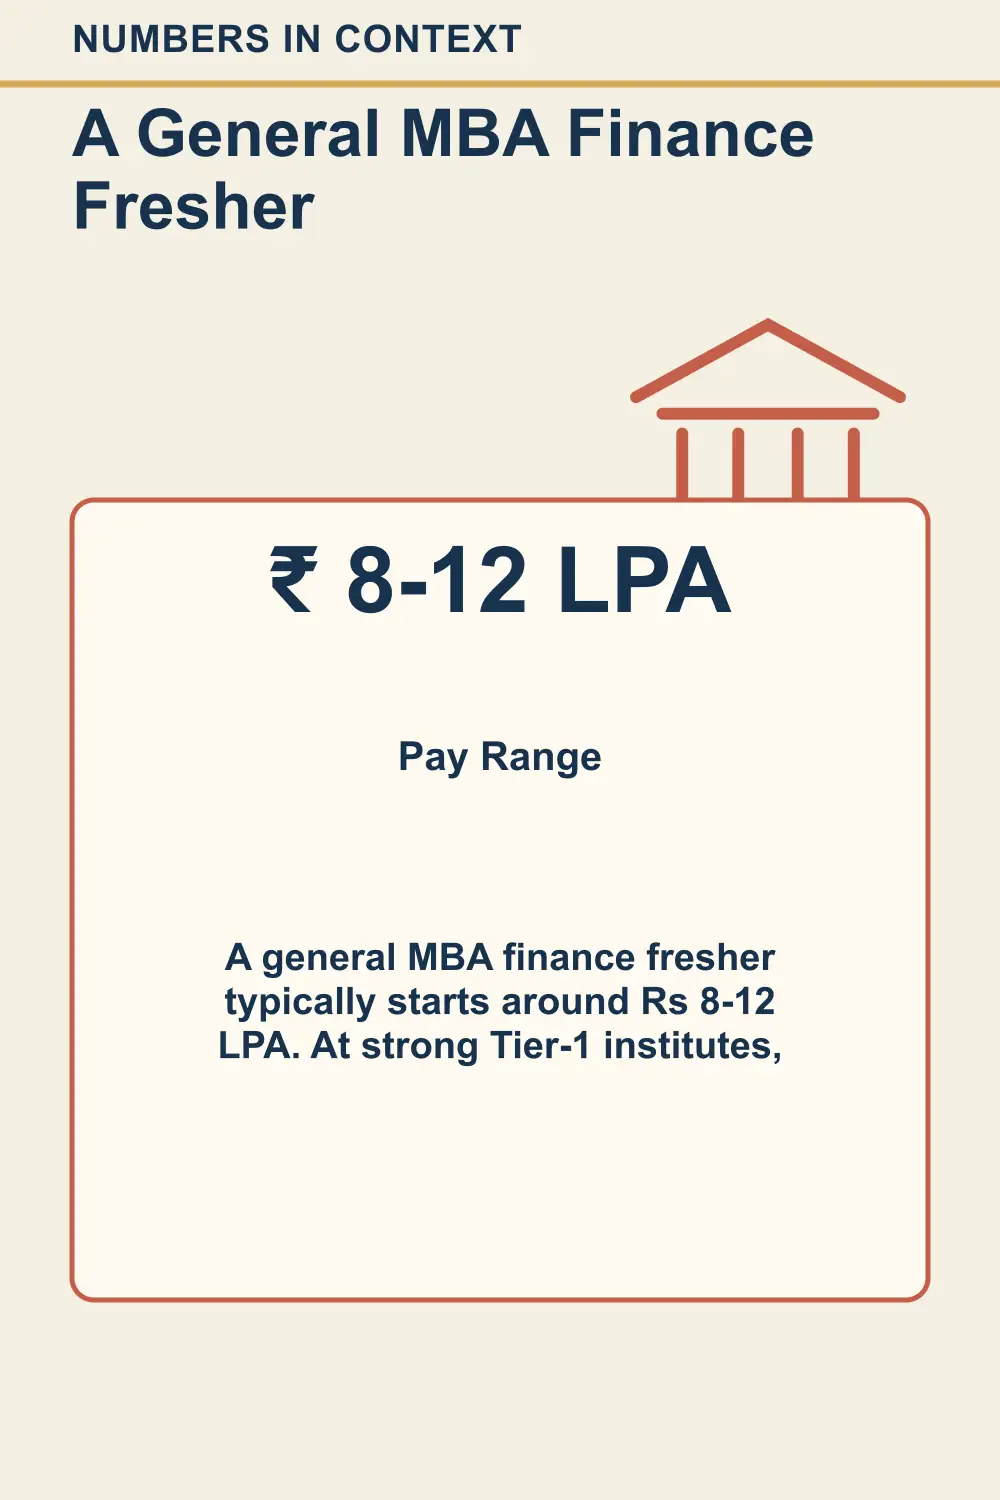 NUMBERS IN CONTEXT
A General MBA Finance
Fresher
₹ 8-12 LPA
Pay Range
A general MBA finance fresher
typically starts around Rs 8-12
LPA. At strong Tier-1 institutes,